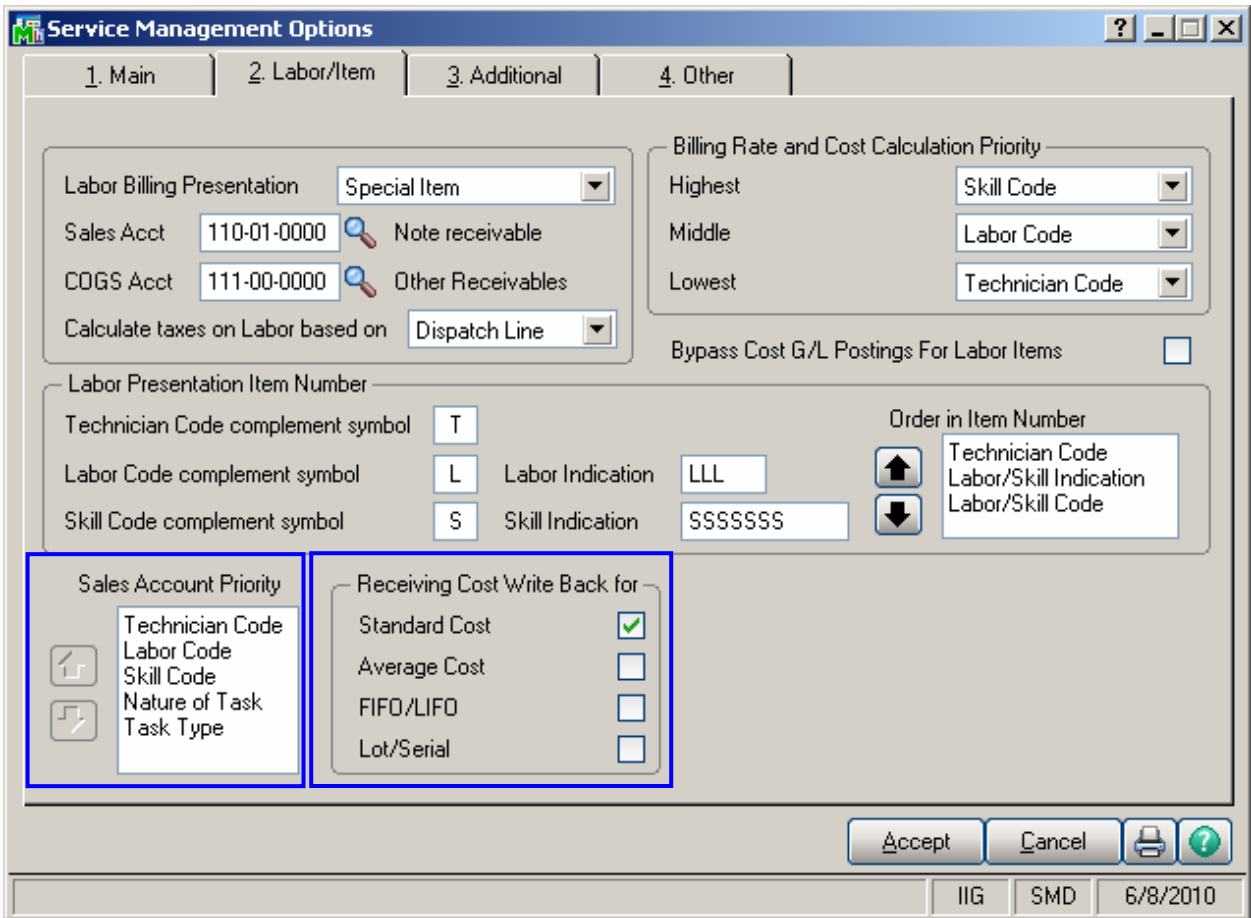 Service Management Options
1. Main
2. Labor/Item
3. Additional
4. Other
Labor Billing Presentation Special Item
Sales Acct 110-01-0000 Note receivable
COGS Acct 111-00-0000 Other Receivables
Calculate taxes on Labor based on Dispatch Line
Billing Rate and Cost Calculation Priority
Highest Skill Code
Middle Labor Code
Lowest Technician Code
Bypass Cost G/L Postings For Labor Items
Labor Presentation Item Number
Technician Code complement symbol T
Labor Code complement symbol L Labor Indication LLL
Skill Code complement symbol S Skill Indication SSSSSSS
Order in Item Number
Technician Code
Labor/Skill Indication
Labor/Skill Code
Sales Account Priority
Technician Code
Labor Code
Skill Code
Nature of Task
Task Type
Receiving Cost Write Back for
Standard Cost
Average Cost
FIFO/LIFO
Lot/Serial
Accept
Cancel
IIG SMD 6/8/2010